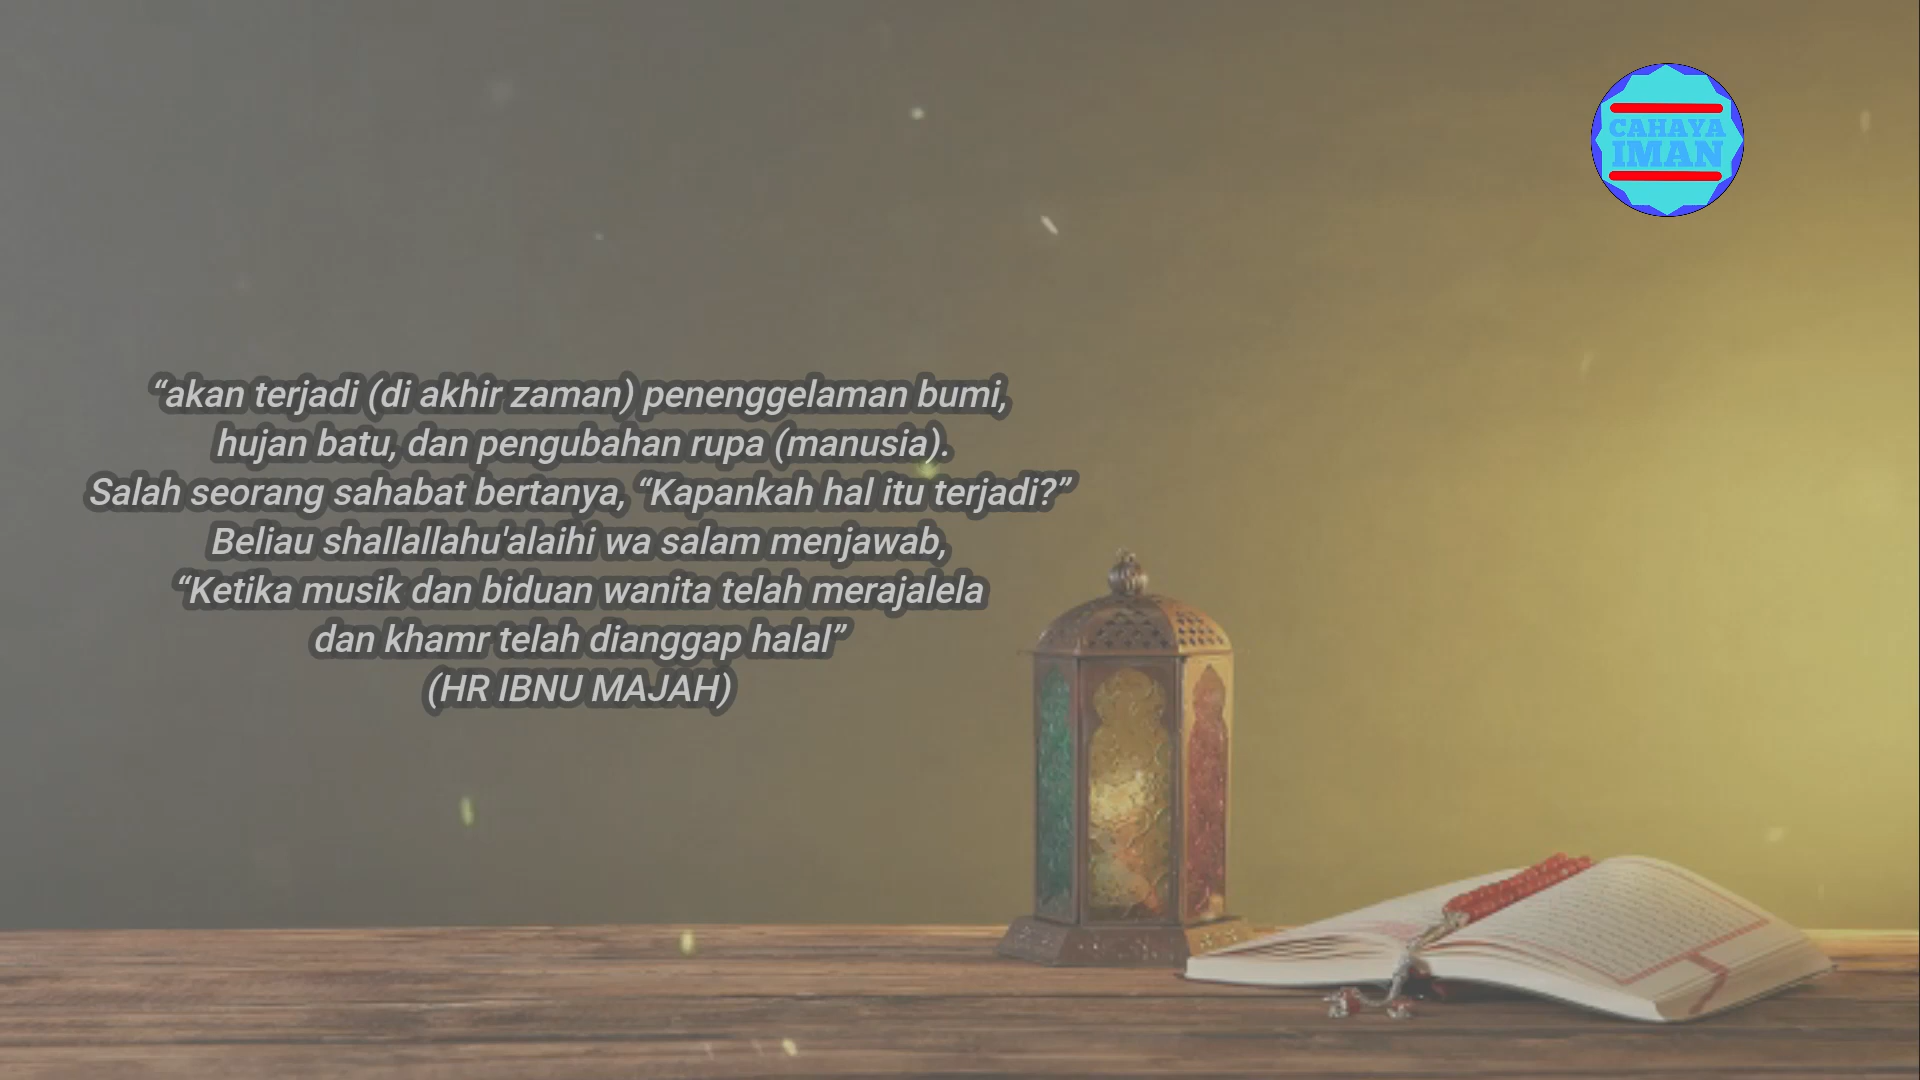 CAHAYA
IMAN
“akan terjadi (di akhir zaman) penenggelaman bumi,
hujan batu, dan pengubahan rupa (manusia).
Salah seorang sahabat bertanya, “Kapankah hal itu terjadi?”
Beliau shallallahu'alaihi wa salam menjawab,
“Ketika musik dan biduan wanita telah merajalela
dan khamr telah dianggap halal”
(HR IBNU MAJAH)